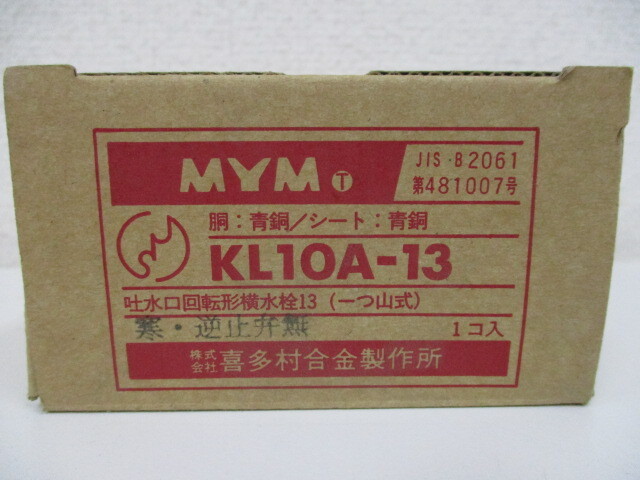 MYM Ⓣ
JIS・B2061
第481007号
胴：青銅／シート：青銅
KL10A-13
吐水口回転形横水栓13（一つ山式）
寒・逆止弁無
1コ入
株式会社 喜多村合金製作所